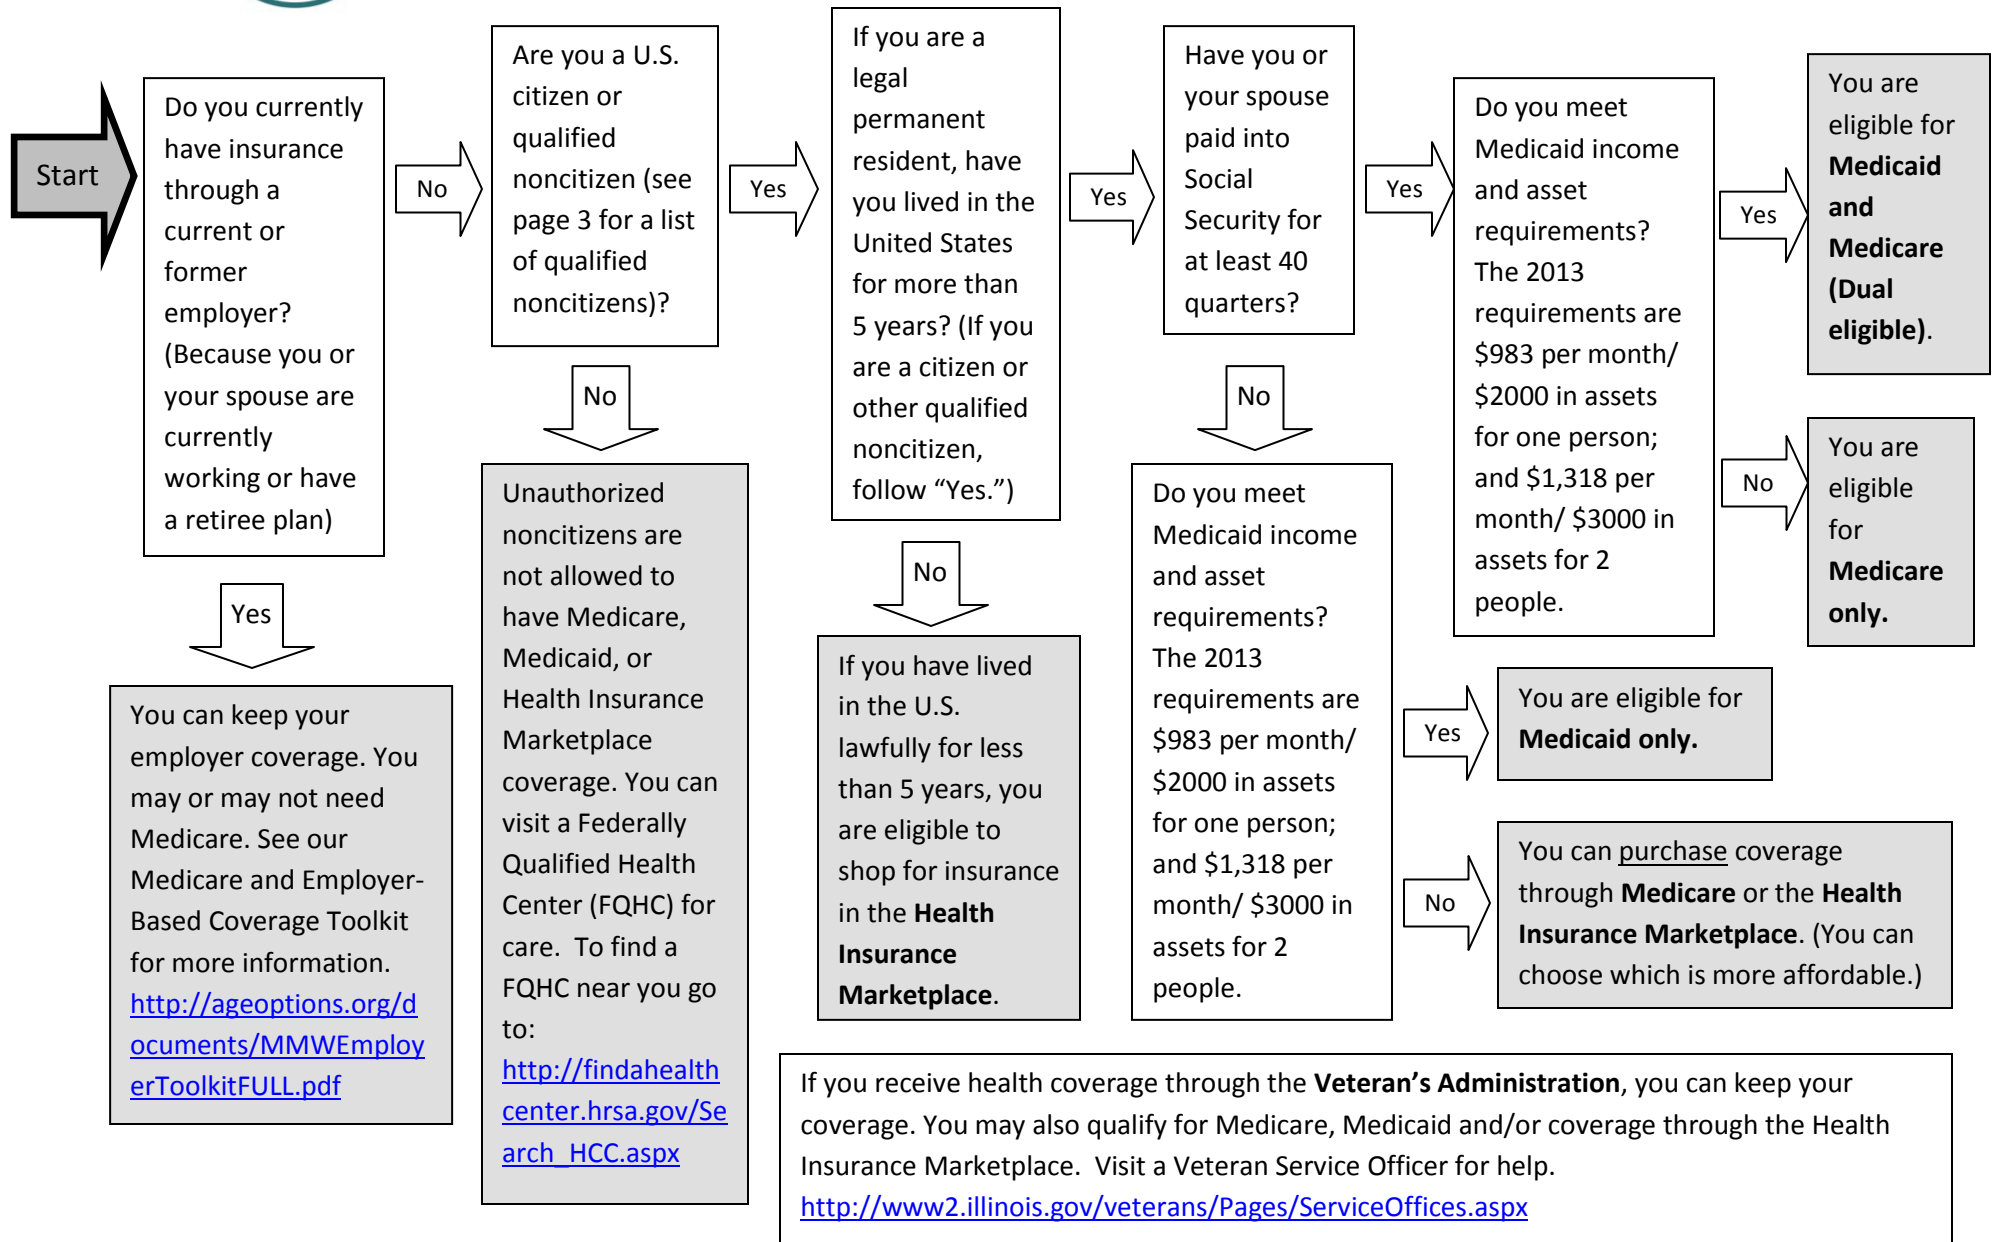 Start
Do you currently
have insurance
through a
current or
former
employer?
(Because you or
your spouse are
currently
working or have
a retiree plan)
Yes
You can keep your
employer coverage. You
may or may not need
Medicare. See our
Medicare and Employer-
Based Coverage Toolkit
for more information.
http://ageoptions.org/d
ocuments/MMWEmploy
erToolkitFULL.pdf
No
Are you a U.S.
citizen or
qualified
noncitizen (see
page 3 for a list
of qualified
noncitizens)?
No
Unauthorized
noncitizens are
not allowed to
have Medicare,
Medicaid, or
Health Insurance
Marketplace
coverage. You can
visit a Federally
Qualified Health
Center (FQHC) for
care.  To find a
FQHC near you go
to:
http://findahealth
center.hrsa.gov/Se
arch_HCC.aspx
Yes
If you are a
legal
permanent
resident, have
you lived in the
United States
for more than
5 years? (If you
are a citizen or
other qualified
noncitizen,
follow “Yes.”)
No
If you have lived
in the U.S.
lawfully for less
than 5 years, you
are eligible to
shop for insurance
in the Health
Insurance
Marketplace.
Yes
Have you or
your spouse
paid into
Social
Security for
at least 40
quarters?
No
Do you meet
Medicaid income
and asset
requirements?
The 2013
requirements are
$983 per month/
$2000 in assets
for one person;
and $1,318 per
month/ $3000 in
assets for 2
people.
Yes
You are eligible for
Medicaid only.
No
You can purchase coverage
through Medicare or the Health
Insurance Marketplace. (You can
choose which is more affordable.)
Yes
Do you meet
Medicaid income
and asset
requirements?
The 2013
requirements are
$983 per month/
$2000 in assets
for one person;
and $1,318 per
month/ $3000 in
assets for 2
people.
Yes
You are
eligible for
Medicaid
and
Medicare
(Dual
eligible).
No
You are
eligible
for
Medicare
only.
If you receive health coverage through the Veteran’s Administration, you can keep your
coverage. You may also qualify for Medicare, Medicaid and/or coverage through the Health
Insurance Marketplace.  Visit a Veteran Service Officer for help.
http://www2.illinois.gov/veterans/Pages/ServiceOffices.aspx